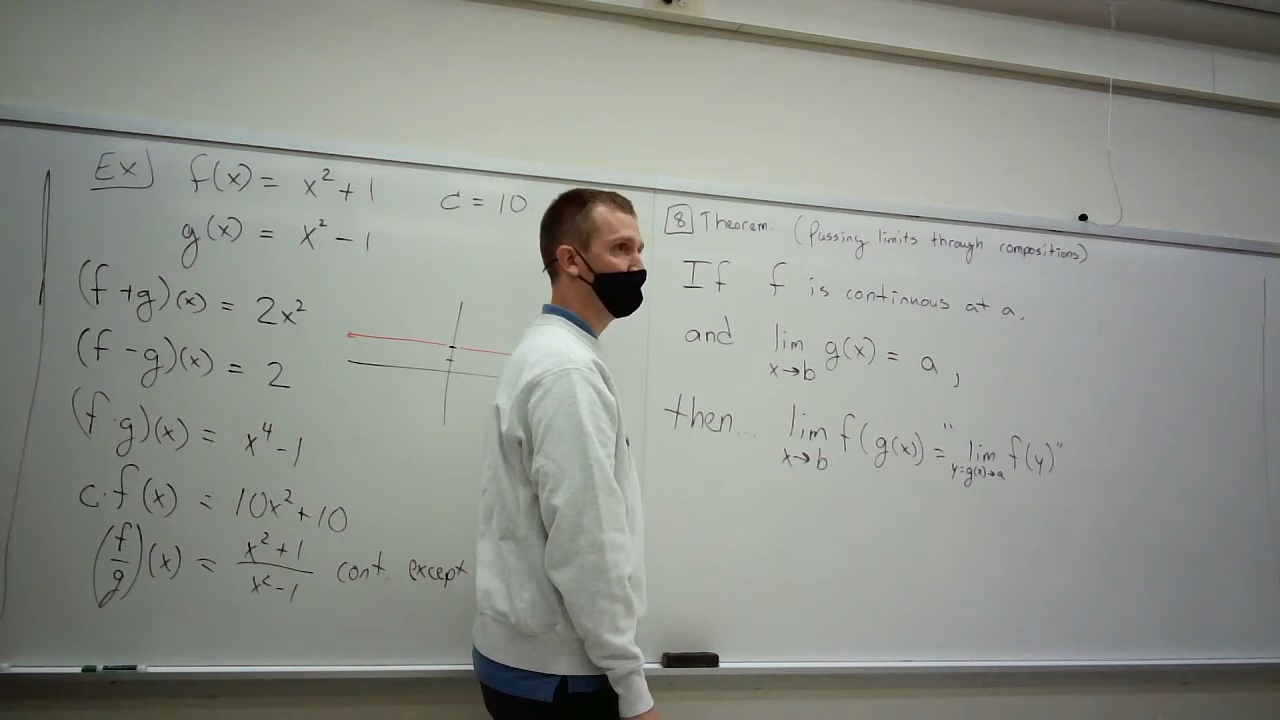 Ex] f(x) = x² + 1 c = 10
g(x) = x² - 1
(f + g)(x) = 2x²
(f - g)(x) = 2
(f · g)(x) = x⁴ - 1
c · f(x) = 10x² + 10
(f/g)(x) = (x² + 1)/(x² - 1) cont. except
8 Theorem. (Passing limits through compositions)
If f is continuous at a,
and lim x→b g(x) = a,
then... lim x→b f(g(x)) = "lim y=g(x)→a f(y)"